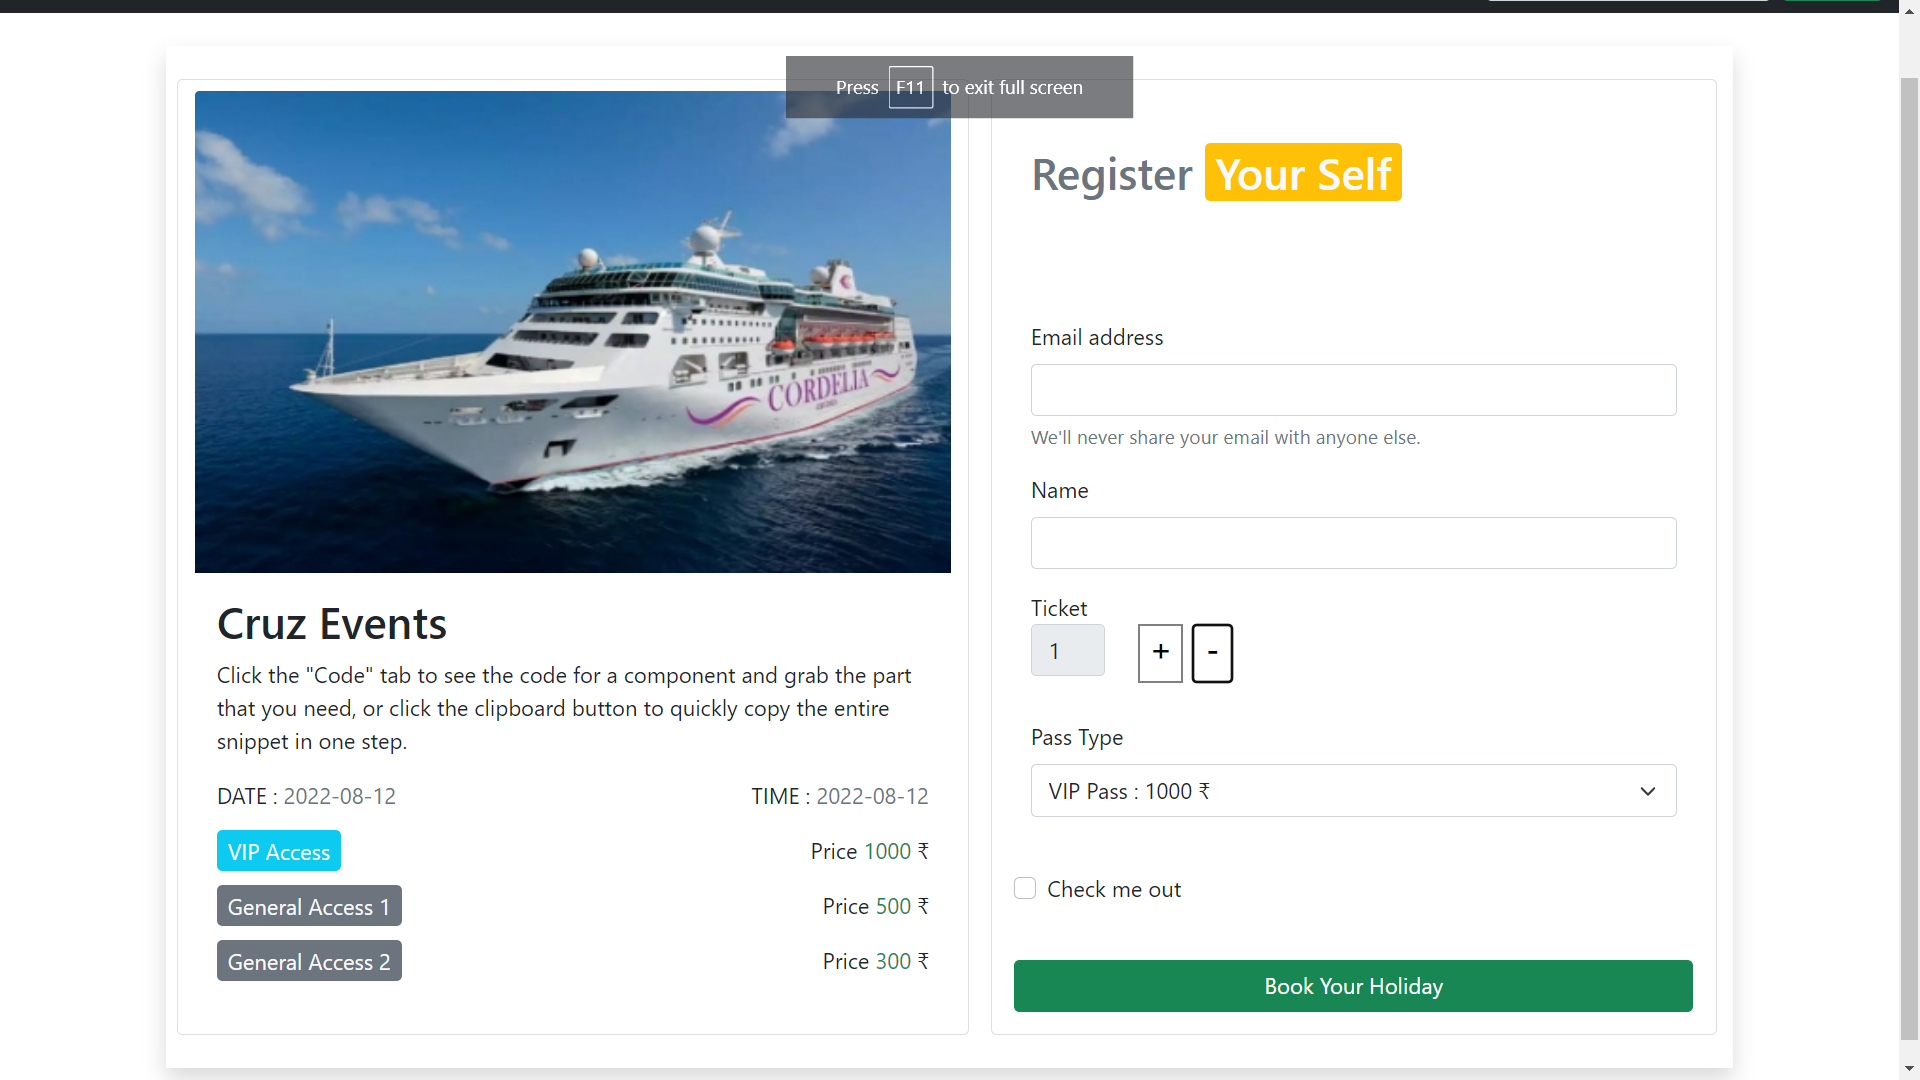 Press F11 to exit full screen
CORDELIA
Cruz Events
Click the "Code" tab to see the code for a component and grab the part
that you need, or click the clipboard button to quickly copy the entire
snippet in one step.
DATE : 2022-08-12 TIME : 2022-08-12
VIP Access Price 1000 ₹
General Access 1 Price 500 ₹
General Access 2 Price 300 ₹
Register Your Self
Email address
We'll never share your email with anyone else.
Name
Ticket
1 + -
Pass Type
VIP Pass : 1000 ₹
Check me out
Book Your Holiday